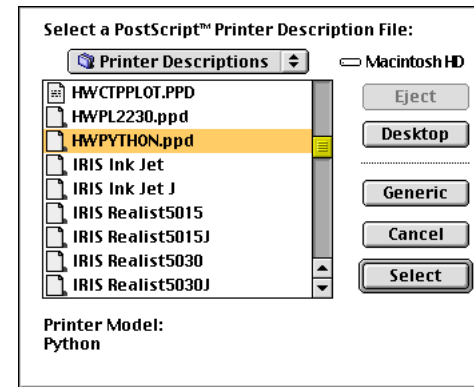 Select a PostScript™ Printer Description File:
Printer Descriptions
Macintosh HD
HWCTPPLOT.PPD
HWPL2230.ppd
HWPYTHON.ppd
IRIS Ink Jet
IRIS Ink Jet J
IRIS Realist5015
IRIS Realist5015J
IRIS Realist5030
IRIS Realist5030J
Eject
Desktop
Generic
Cancel
Select
Printer Model:
Python